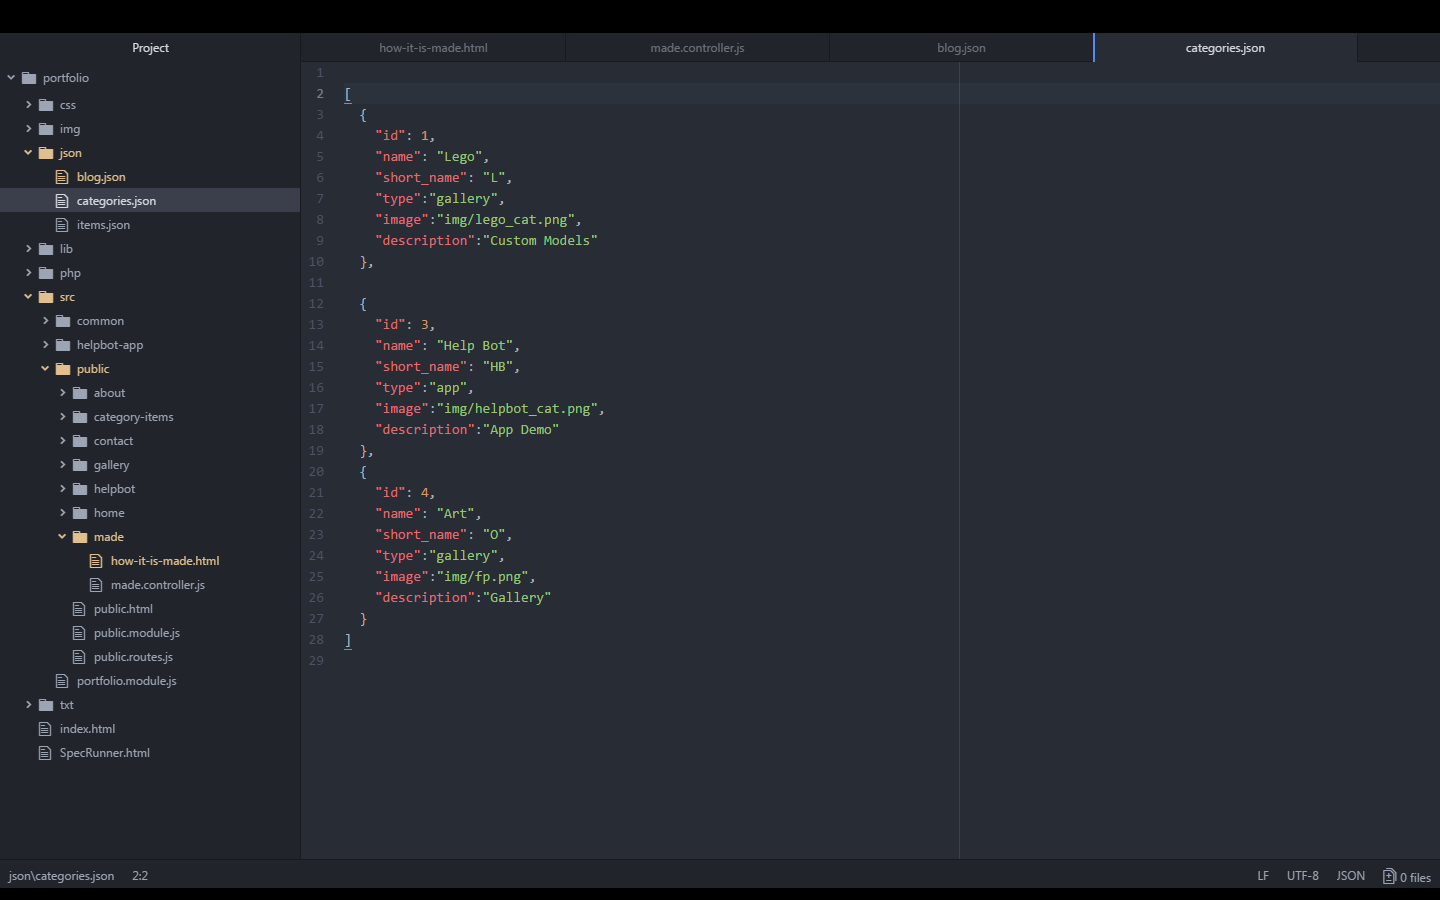 Project
how-it-is-made.html
made.controller.js
blog.json
categories.json
portfolio
css
img
json
blog.json
categories.json
items.json
lib
php
src
common
helpbot-app
public
about
category-items
contact
gallery
helpbot
home
made
how-it-is-made.html
made.controller.js
public.html
public.module.js
public.routes.js
portfolio.module.js
txt
index.html
SpecRunner.html
1
2 [
3 {
4 "id": 1,
5 "name": "Lego",
6 "short_name": "L",
7 "type":"gallery",
8 "image":"img/lego_cat.png",
9 "description":"Custom Models"
10 },
11
12 {
13 "id": 3,
14 "name": "Help Bot",
15 "short_name": "HB",
16 "type":"app",
17 "image":"img/helpbot_cat.png",
18 "description":"App Demo"
19 },
20 {
21 "id": 4,
22 "name": "Art",
23 "short_name": "O",
24 "type":"gallery",
25 "image":"img/fp.png",
26 "description":"Gallery"
27 }
28 ]
29
json\categories.json 2:2 LF UTF-8 JSON 0 files